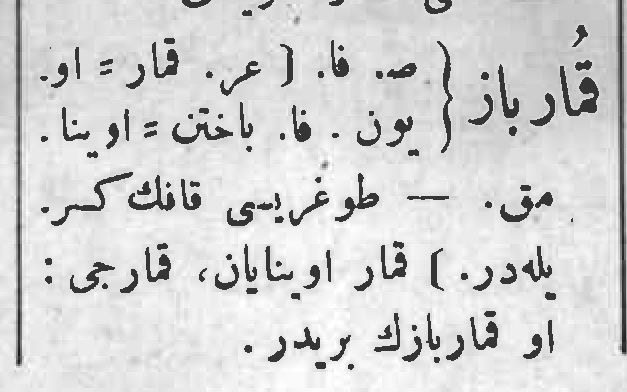 قُمارباز { ص. فا. [ عر. قمار = او.
يون. فا. باختن = اوينا.
مق. — طوغريسى قافك كسر.
يله‌در. ] قمار اوينايان، قمارجى :
او قماربازك بريدر.